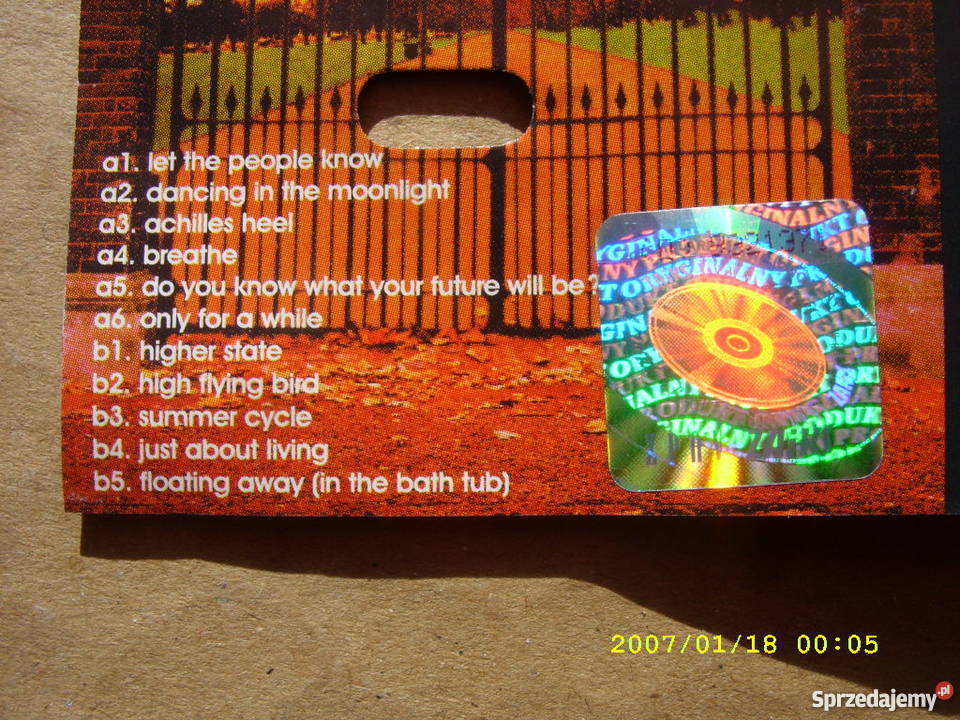 a1. let the people know
a2. dancing in the moonlight
a3. achilles heel
a4. breathe
a5. do you know what your future will be?
a6. only for a while
b1. higher state
b2. high flying bird
b3. summer cycle
b4. just about living
b5. floating away (in the bath tub)
ORYGINALNY
2007/01/18 00:05
Sprzedajemy.pl